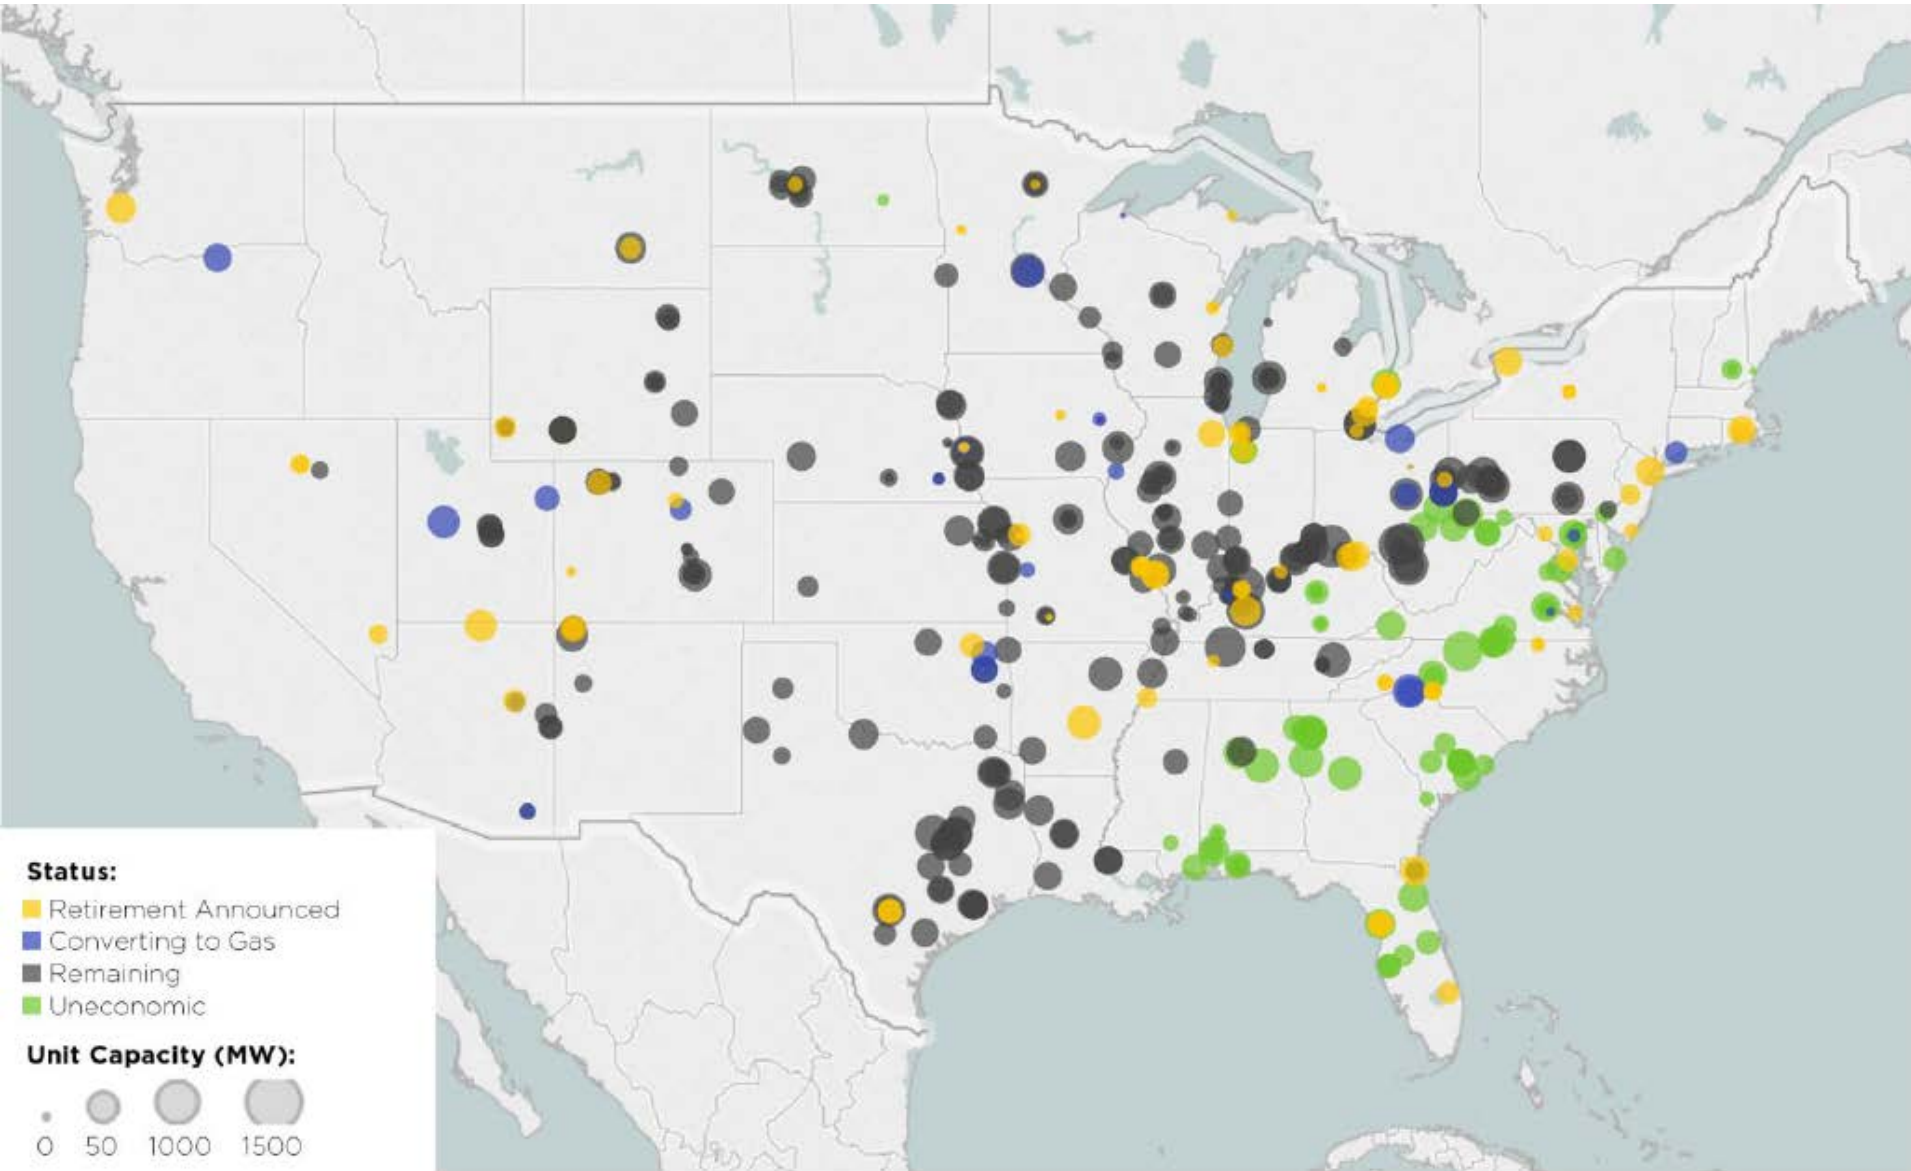 Status:
Retirement Announced
Converting to Gas
Remaining
Uneconomic
Unit Capacity (MW):
0 50 1000 1500